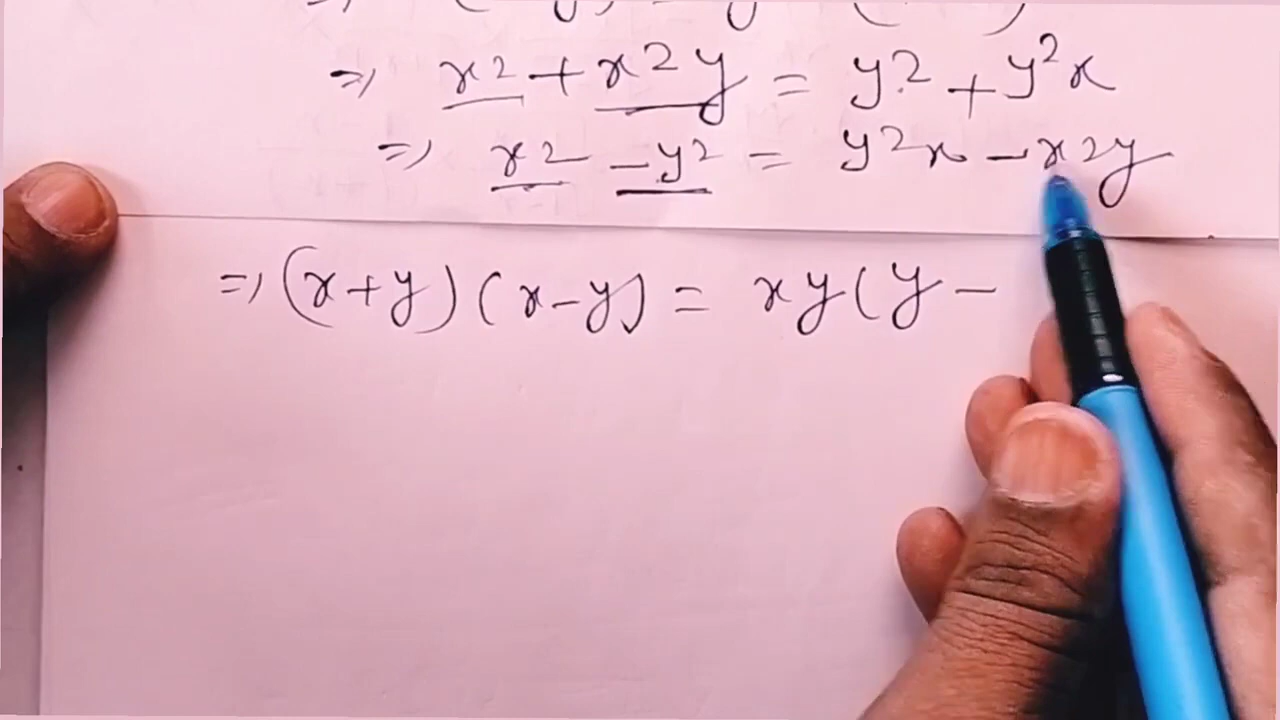 ⇒ x² + x²y = y² + y²x
⇒ x² - y² = y²x - x²y
⇒ (x+y)(x-y) = xy(y -